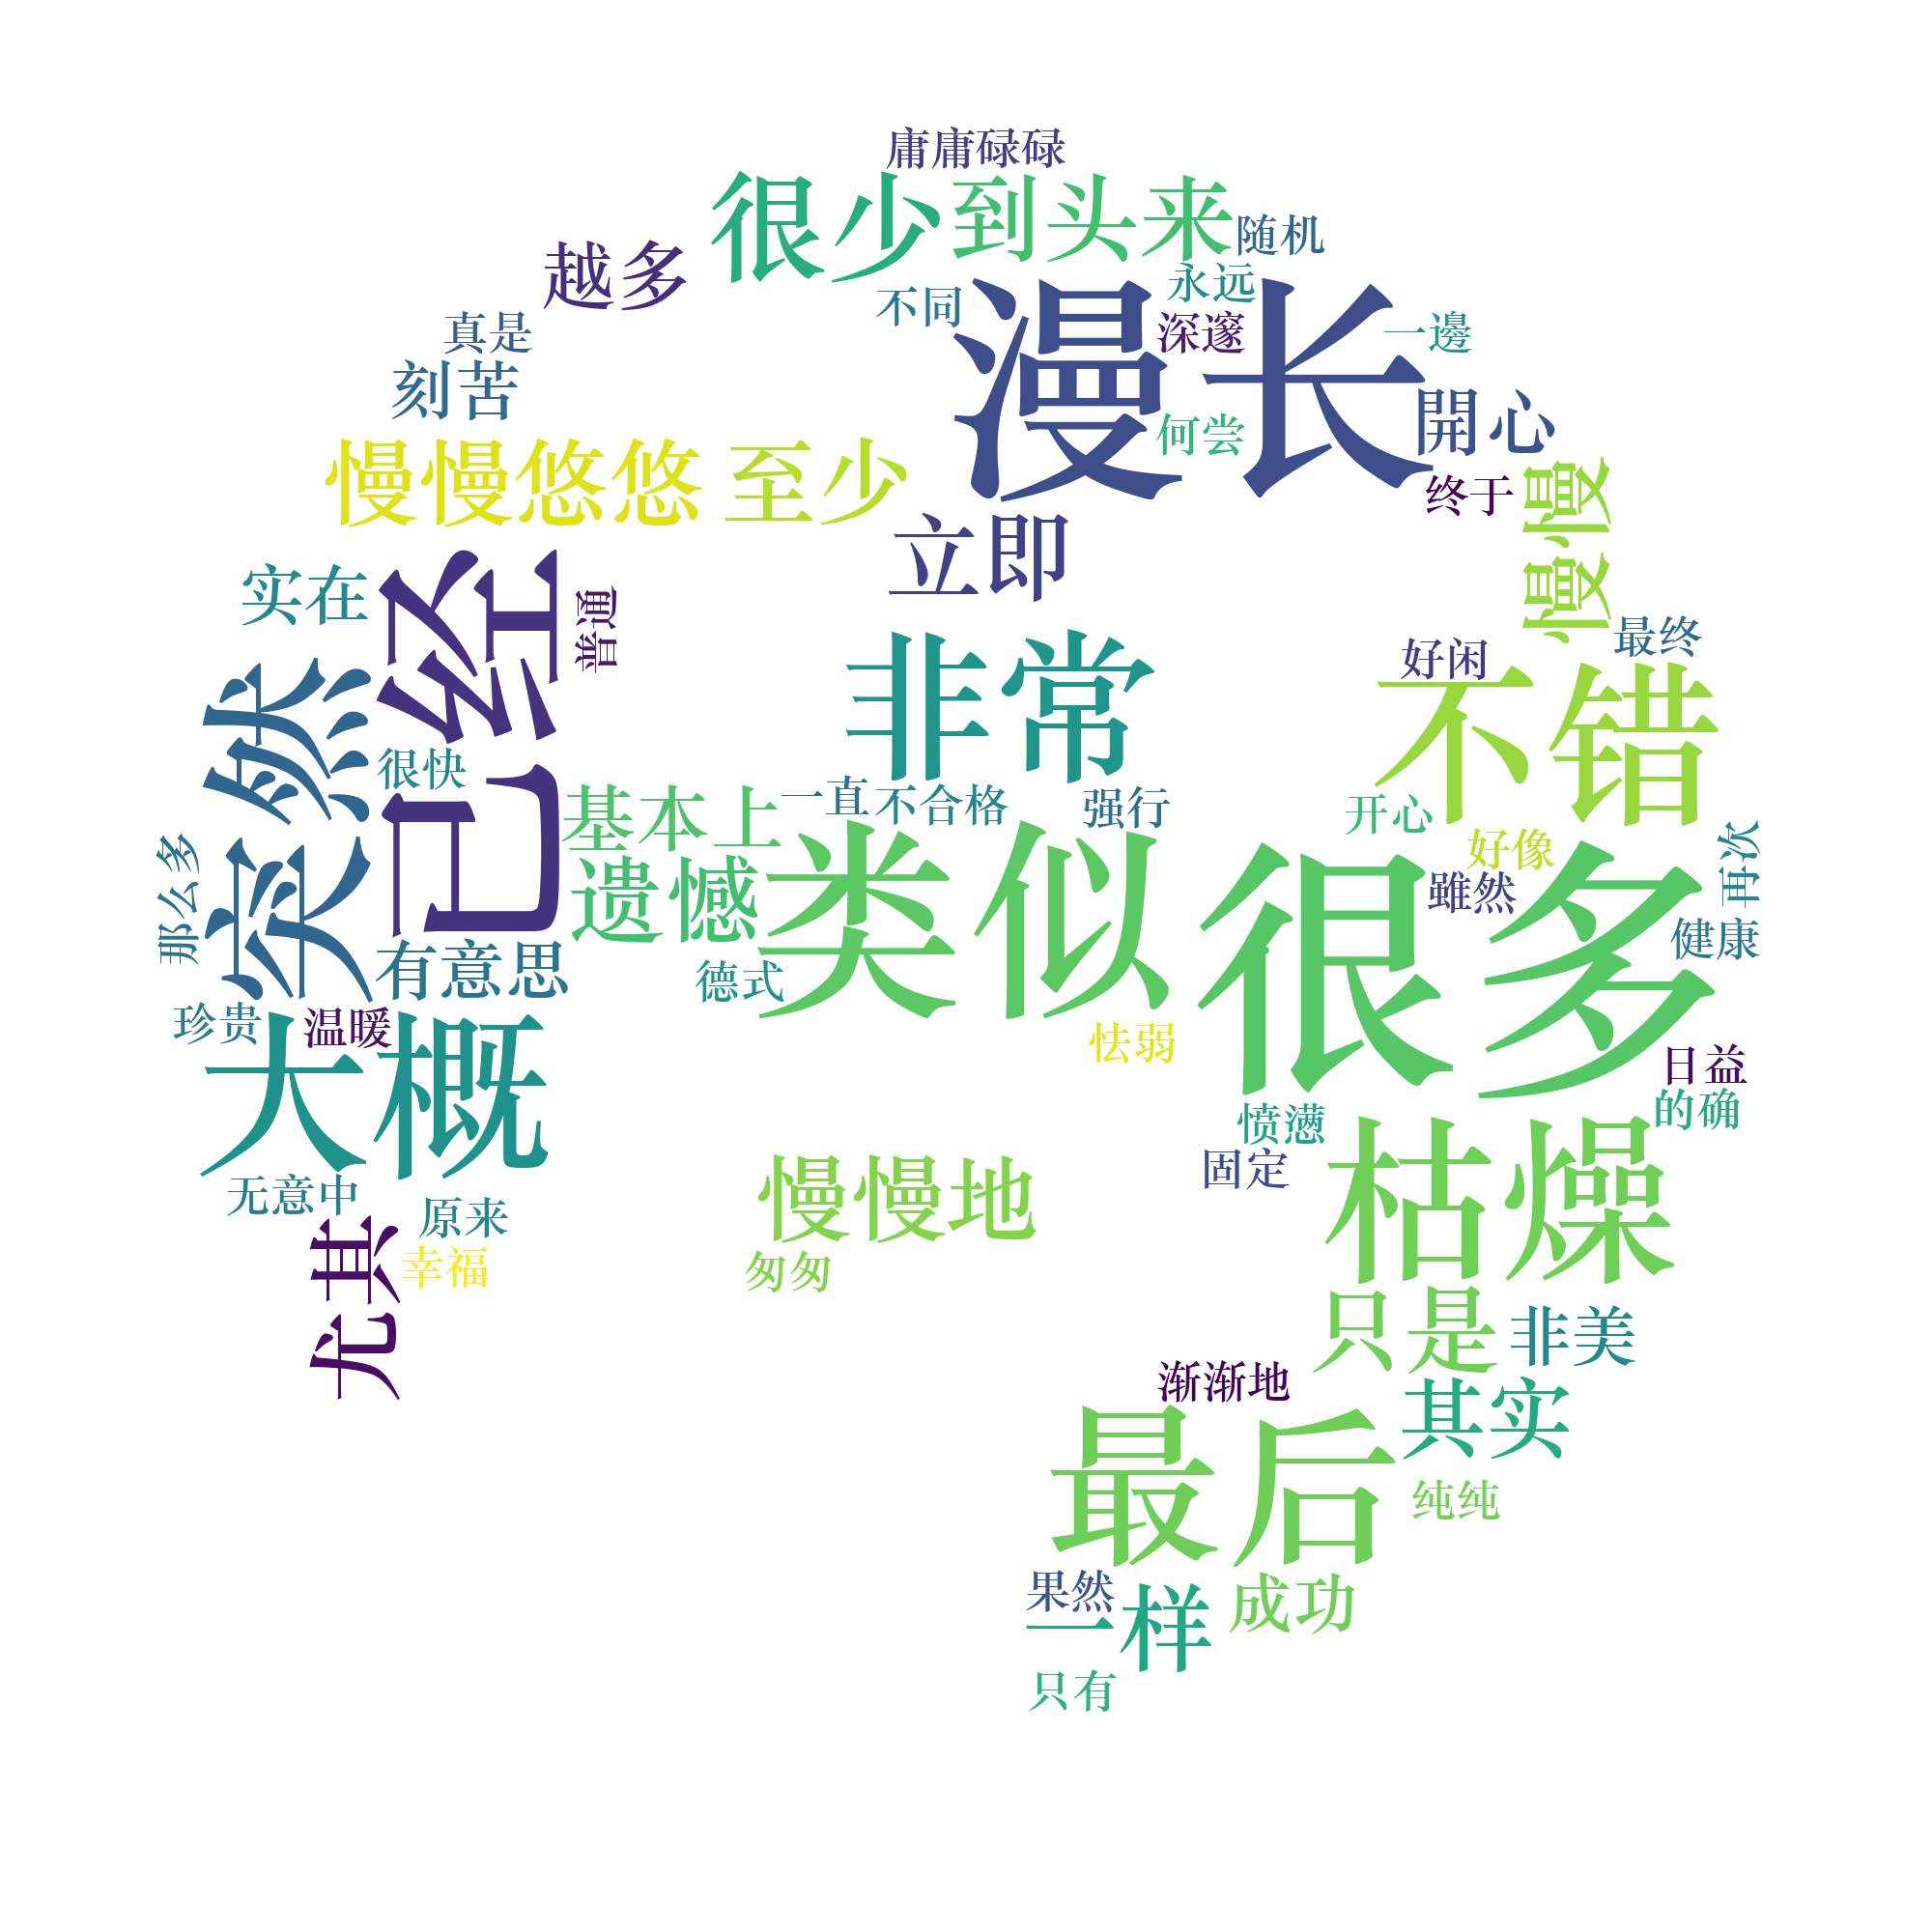 庸庸碌碌
很少
到头来
随机
越多
永远
不同
漫长
真是
深邃
一邊
刻苦
開心
何尝
慢慢悠悠
至少
终于
慢慢
立即
实在
已经
普通
突然
非常
好闲
最终
不错
很快
基本上
一直
不合格
强行
开心
好像
再次
那么多
遗憾
类似
很多
雖然
健康
有意思
德式
珍贵
温暖
怯弱
大概
日益
的确
愤懑
枯燥
固定
无意中
原来
慢慢地
尤其
幸福
匆匆
只是
非美
渐渐地
其实
最后
纯纯
果然
一样
成功
只有